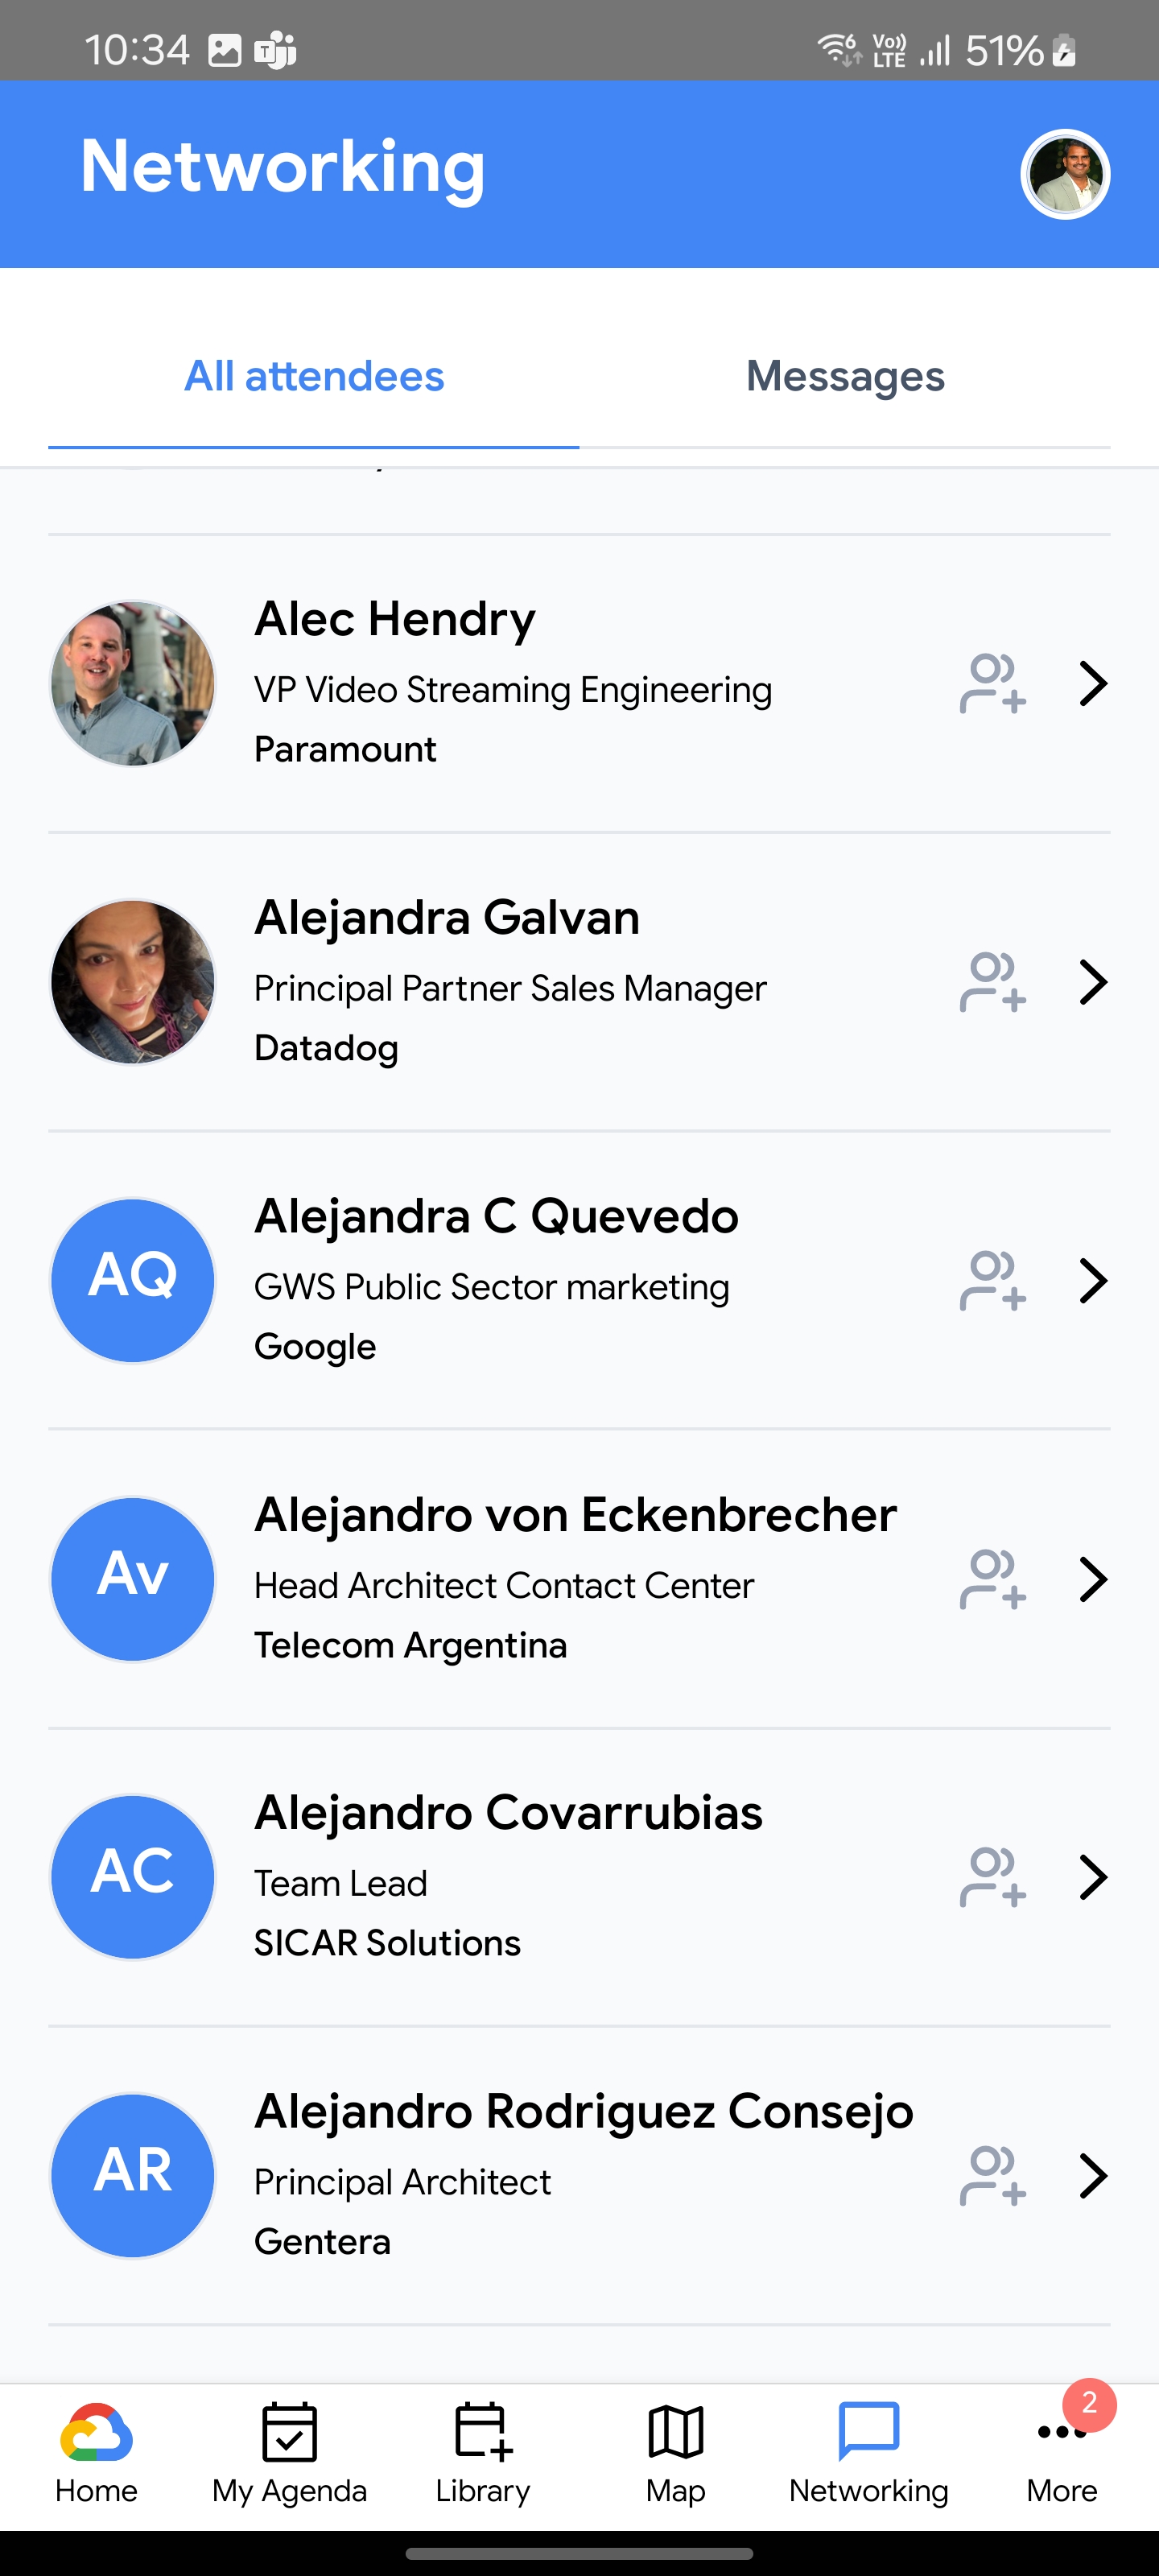 10:34
6 Vo)) LTE 51%
Networking
All attendees
Messages
Alec Hendry
VP Video Streaming Engineering
Paramount
Alejandra Galvan
Principal Partner Sales Manager
Datadog
AQ
Alejandra C Quevedo
GWS Public Sector marketing
Google
Av
Alejandro von Eckenbrecher
Head Architect Contact Center
Telecom Argentina
AC
Alejandro Covarrubias
Team Lead
SICAR Solutions
AR
Alejandro Rodriguez Consejo
Principal Architect
Gentera
2
Home
My Agenda
Library
Map
Networking
More